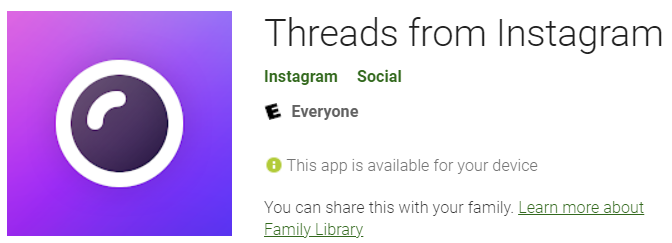 Threads from Instagram
Instagram Social
E Everyone
This app is available for your device
You can share this with your family. Learn more about
Family Library